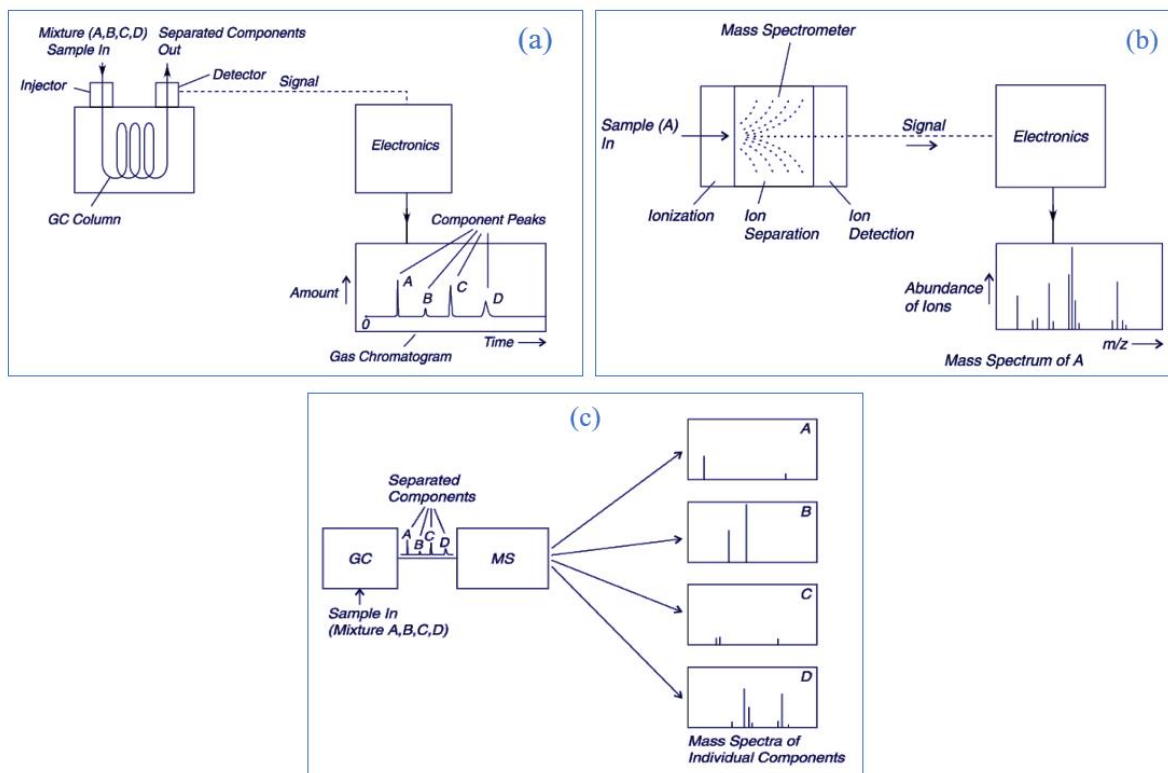 (a)
Mixture (A,B,C,D)
Sample In
Separated Components
Out
Injector
Detector
Signal
GC Column
Electronics
Component Peaks
Amount
A
B
C
D
0
Time
Gas Chromatogram
(b)
Mass Spectrometer
Sample (A)
In
Signal
Electronics
Ionization
Ion
Separation
Ion
Detection
Abundance
of Ions
m/z
Mass Spectrum of A
(c)
Separated
Components
A
B
C
D
GC
MS
Sample In
(Mixture A,B,C,D)
A
B
C
D
Mass Spectra of
Individual Components